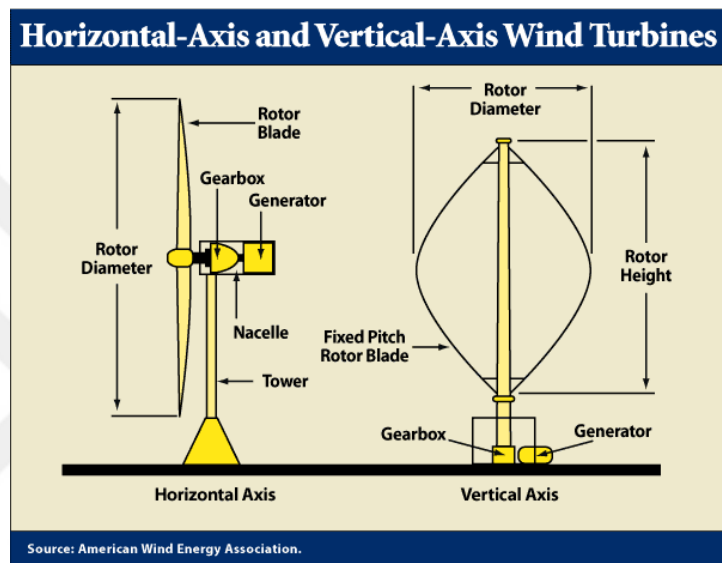 Horizontal-Axis and Vertical-Axis Wind Turbines
Rotor
Blade
Gearbox
Generator
Rotor
Diameter
Nacelle
Tower
Horizontal Axis
Rotor
Diameter
Rotor
Height
Fixed Pitch
Rotor Blade
Gearbox
Generator
Vertical Axis
Source: American Wind Energy Association.